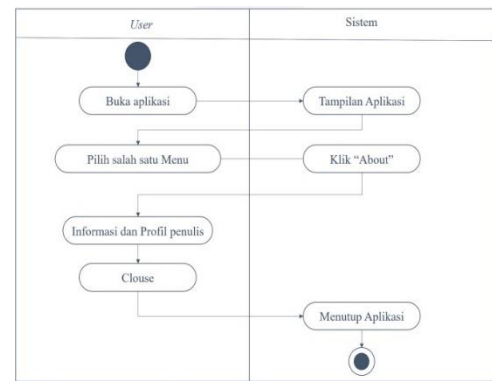 User
Sistem
Buka aplikasi
Tampilan Aplikasi
Pilih salah satu Menu
Klik “About”
Informasi dan Profil penulis
Clouse
Menutup Aplikasi